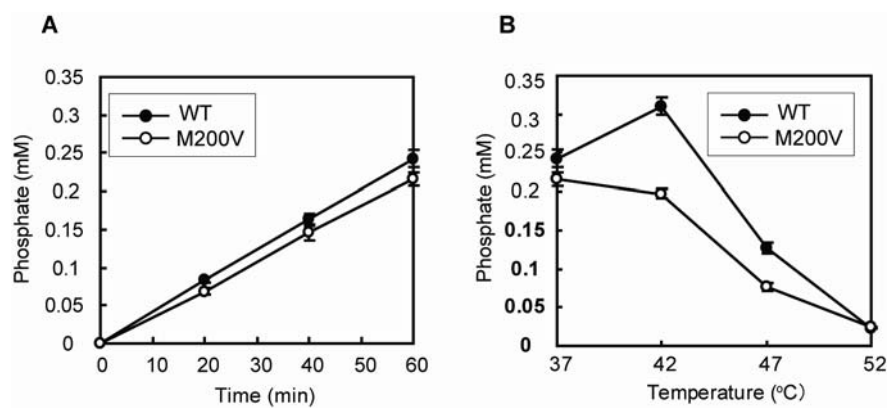 A
Phosphate (mM)
0.35
0.3
0.25
0.2
0.15
0.1
0.05
0
WT
M200V
0 10 20 30 40 50 60
Time (min)
B
Phosphate (mM)
0.35
0.3
0.25
0.2
0.15
0.1
0.05
0
WT
M200V
37 42 47 52
Temperature (°C)